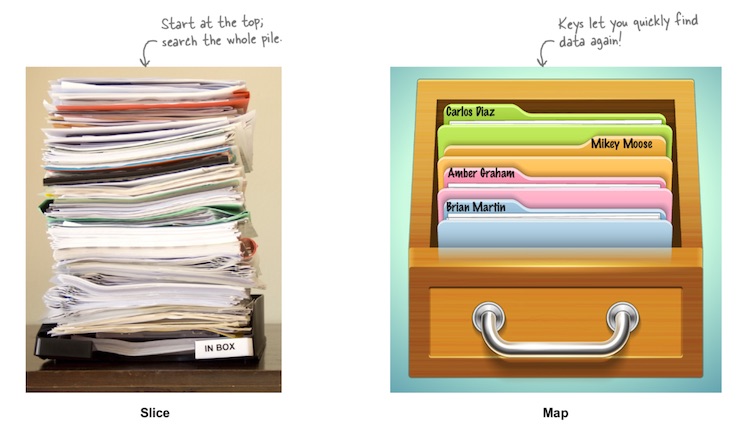 Start at the top;
search the whole pile.
Keys let you quickly find
data again!
Carlos Diaz
Mikey Moose
Amber Graham
Brian Martin
IN BOX
Slice
Map